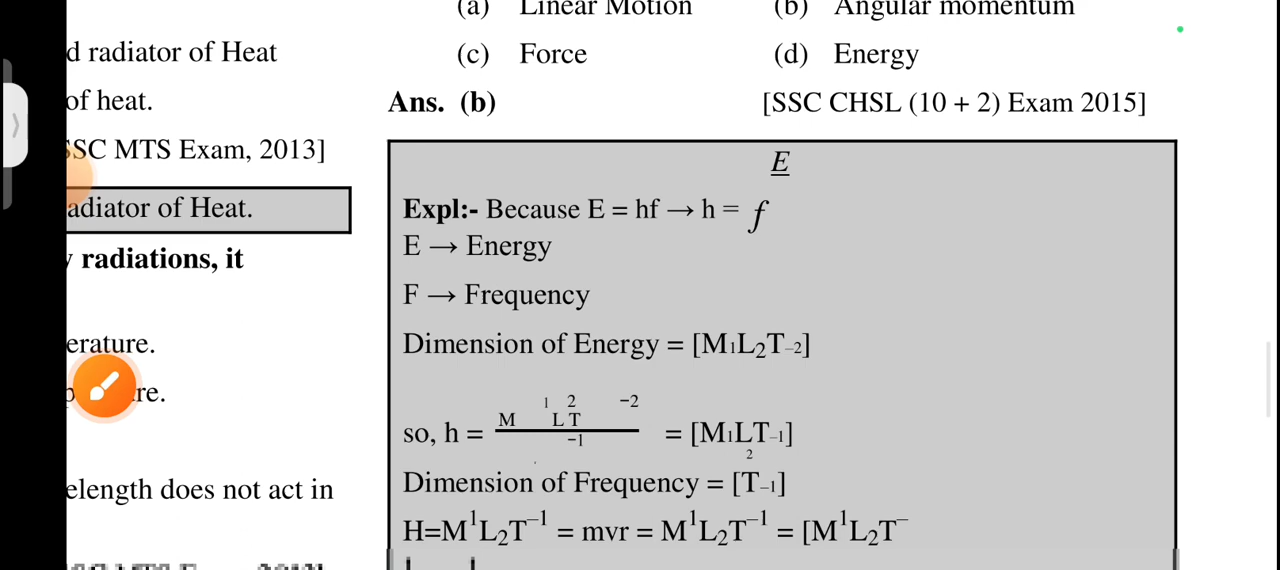 d radiator of Heat
of heat.
SSC MTS Exam, 2013]
adiator of Heat.
radiations, it
erature.
re.
elength does not act in
(a) Linear Motion (b) Angular momentum
(c) Force (d) Energy
Ans. (b) [SSC CHSL (10 + 2) Exam 2015]
E
Expl:- Because E = hf → h = f
E → Energy
F → Frequency
Dimension of Energy = [M1L2T-2]
1 2 −2
M L T
so, h = −1 = [M1LT-1]
2
Dimension of Frequency = [T-1]
H=M¹L2T⁻¹ = mvr = M¹L2T⁻¹ = [M¹L2T⁻